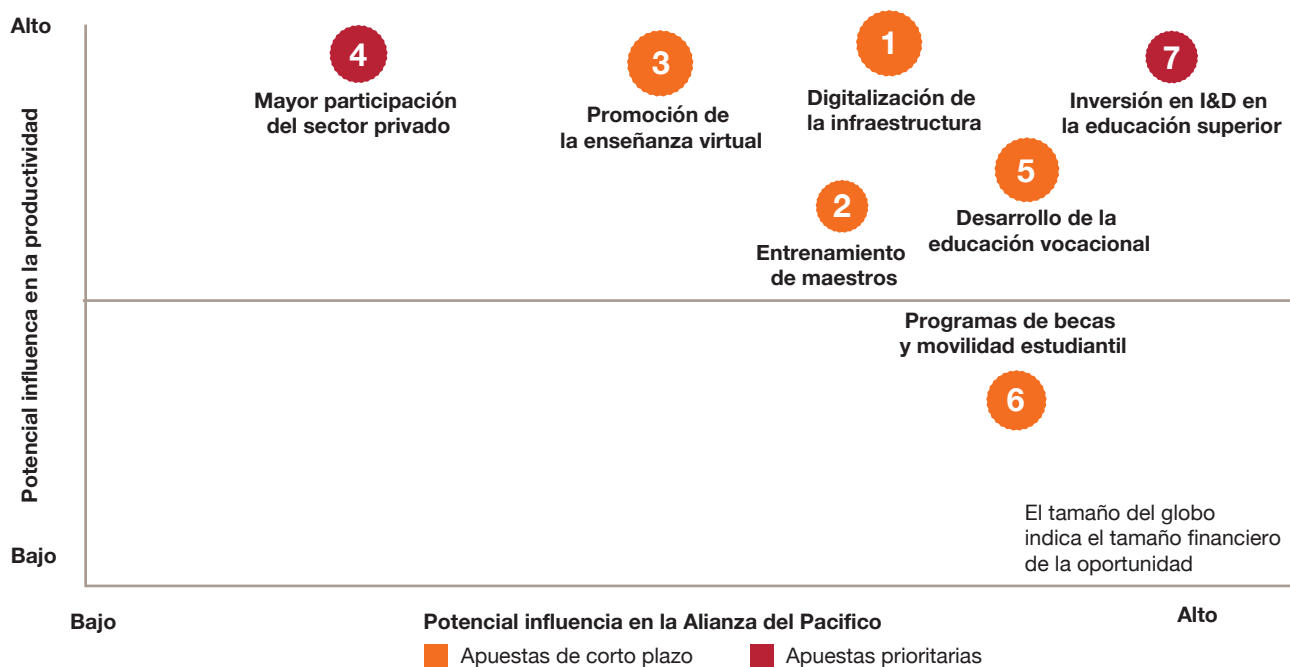 Alto
Potencial influenca en la productividad
Bajo
4
Mayor participación
del sector privado
3
Promoción de
la enseñanza virtual
1
Digitalización de
la infraestructura
7
Inversión en I&D en
la educación superior
2
Entrenamiento
de maestros
5
Desarrollo de la
educación vocacional
Programas de becas
y movilidad estudiantil
6
El tamaño del globo
indica el tamaño financiero
de la oportunidad
Bajo
Potencial influencia en la Alianza del Pacifico
Alto
Apuestas de corto plazo
Apuestas prioritarias